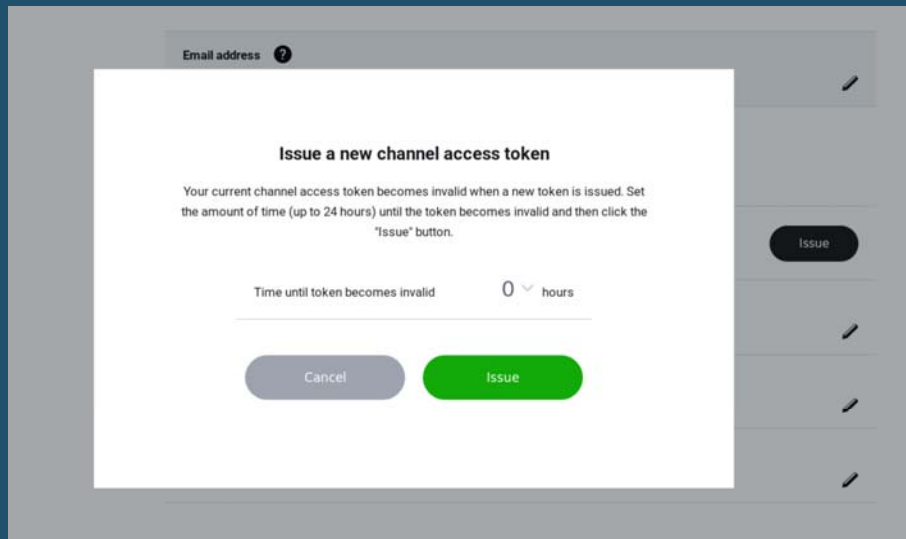 Email address ?
Issue a new channel access token
Your current channel access token becomes invalid when a new token is issued. Set
the amount of time (up to 24 hours) until the token becomes invalid and then click the
"Issue" button.
Issue
Time until token becomes invalid 0 hours
Cancel Issue